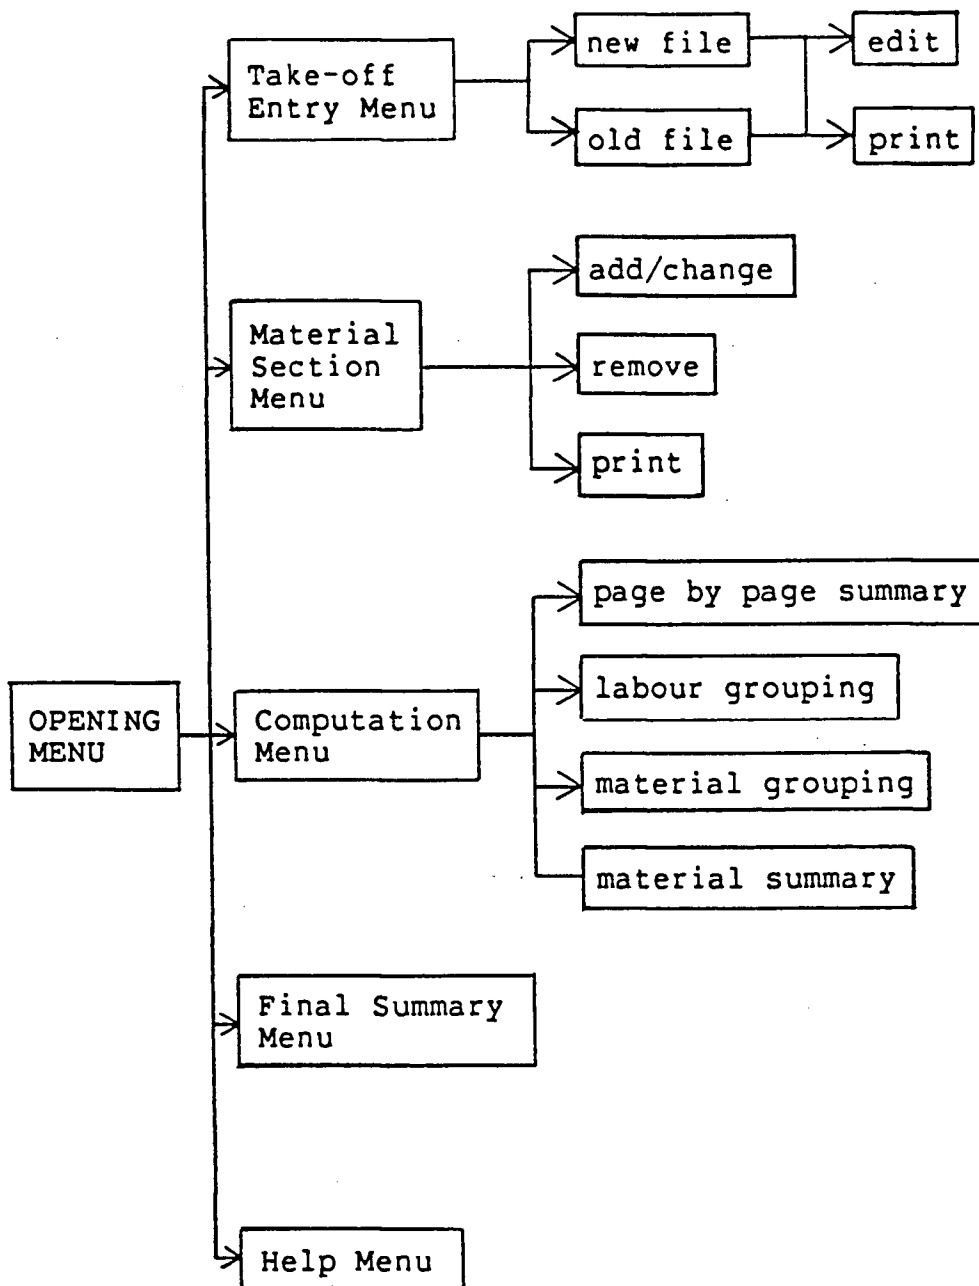 Take-off
Entry Menu
new file
edit
old file
print
Material
Section
Menu
add/change
remove
print
OPENING
MENU
Computation
Menu
page by page summary
labour grouping
material grouping
material summary
Final Summary
Menu
Help Menu